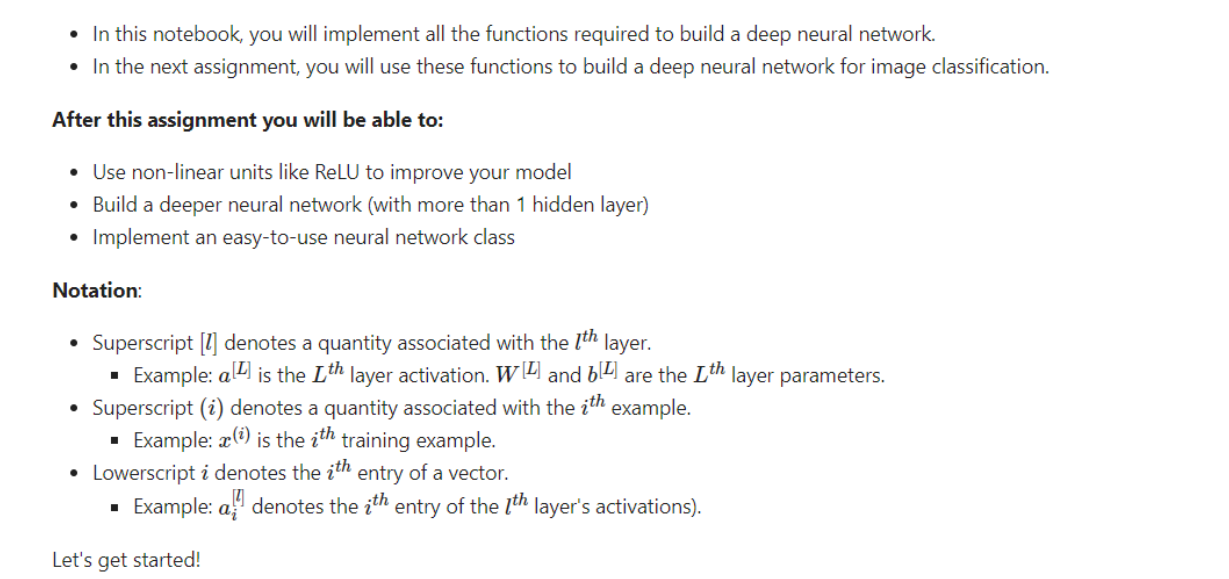 • In this notebook, you will implement all the functions required to build a deep neural network.
• In the next assignment, you will use these functions to build a deep neural network for image classification.
After this assignment you will be able to:
• Use non-linear units like ReLU to improve your model
• Build a deeper neural network (with more than 1 hidden layer)
• Implement an easy-to-use neural network class
Notation:
• Superscript $[l]$ denotes a quantity associated with the $l^{th}$ layer.
▪ Example: $a^{[L]}$ is the $L^{th}$ layer activation. $W^{[L]}$ and $b^{[L]}$ are the $L^{th}$ layer parameters.
• Superscript $(i)$ denotes a quantity associated with the $i^{th}$ example.
▪ Example: $x^{(i)}$ is the $i^{th}$ training example.
• Lowerscript $i$ denotes the $i^{th}$ entry of a vector.
▪ Example: $a^{[l]}_i$ denotes the $i^{th}$ entry of the $l^{th}$ layer's activations).
Let's get started!